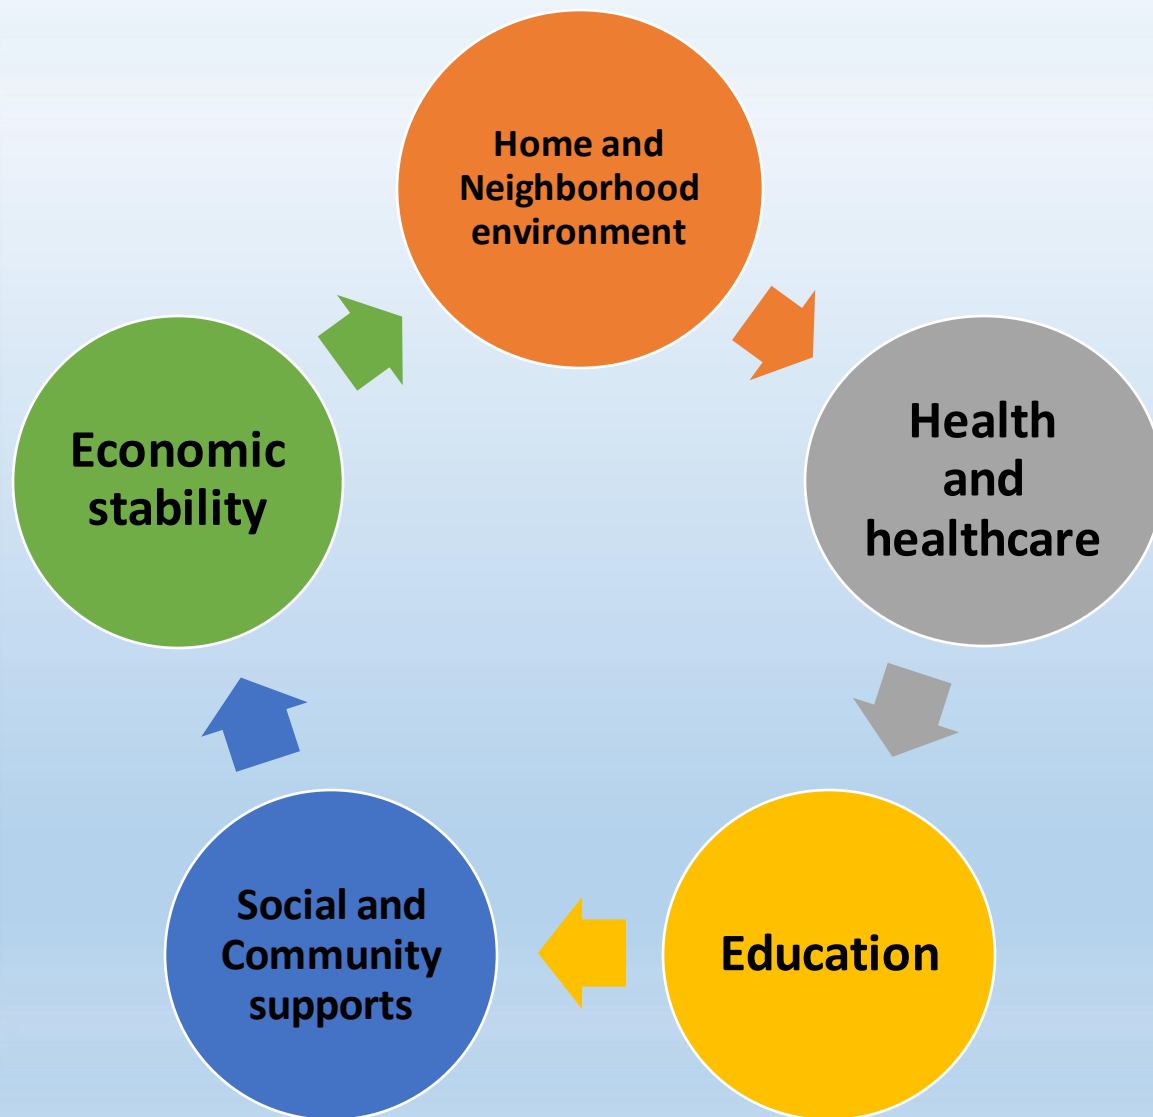 Home and
Neighborhood
environment
Health
and
healthcare
Education
Social and
Community
supports
Economic
stability